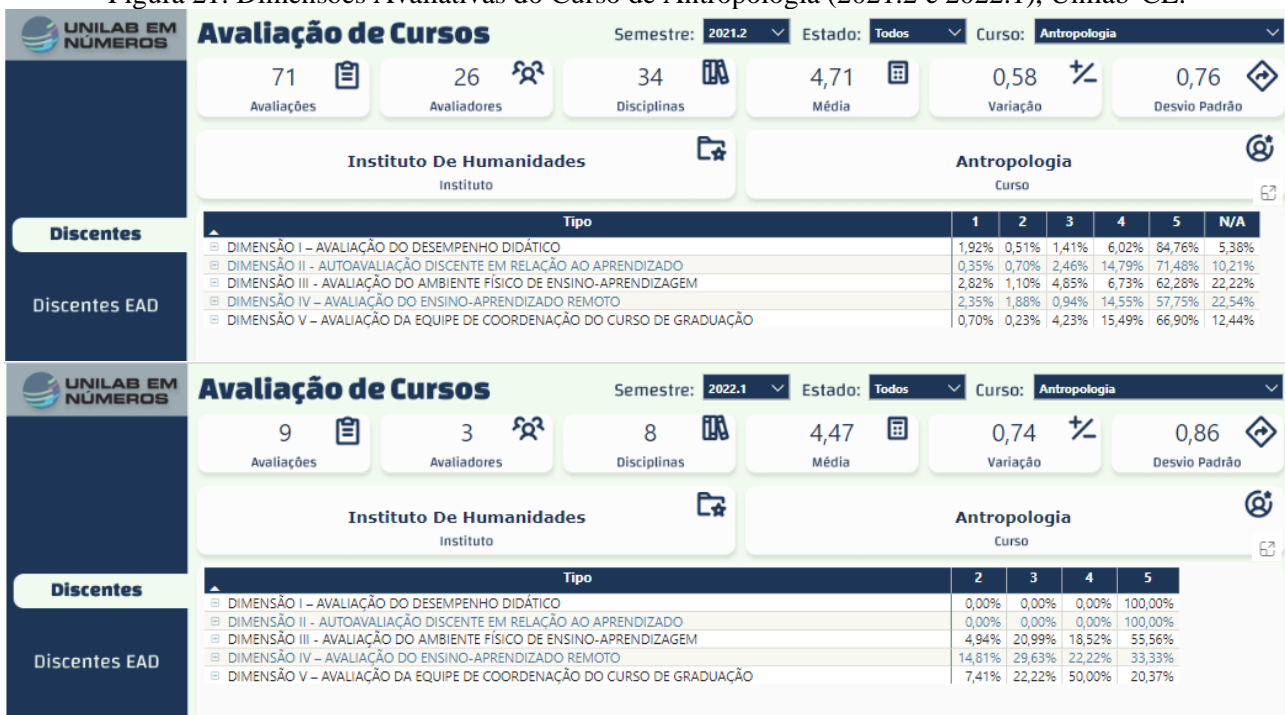 Figura 21: Dimensões Avaliativas do Curso de Antropologia (2021.2 e 2022.1), Unilab-CE.
UNILAB EM NÚMEROS
Avaliação de Cursos Semestre: 2021.2 Estado: Todos Curso: Antropologia
71 26 34 4,71 0,58 0,76
Avaliações Avaliadores Disciplinas Média Variação Desvio Padrão
Instituto De Humanidades Antropologia
Instituto Curso
Discentes
Discentes EAD
Tipo 1 2 3 4 5 N/A
DIMENSÃO I – AVALIAÇÃO DO DESEMPENHO DIDÁTICO 1,92% 0,51% 1,41% 6,02% 84,76% 5,38%
DIMENSÃO II - AUTOAVALIAÇÃO DISCENTE EM RELAÇÃO AO APRENDIZADO 0,35% 0,70% 2,46% 14,79% 71,48% 10,21%
DIMENSÃO III - AVALIAÇÃO DO AMBIENTE FÍSICO DE ENSINO-APRENDIZAGEM 2,82% 1,10% 4,85% 6,73% 62,28% 22,22%
DIMENSÃO IV – AVALIAÇÃO DO ENSINO-APRENDIZADO REMOTO 2,35% 1,88% 0,94% 14,55% 57,75% 22,54%
DIMENSÃO V – AVALIAÇÃO DA EQUIPE DE COORDENAÇÃO DO CURSO DE GRADUAÇÃO 0,70% 0,23% 4,23% 15,49% 66,90% 12,44%
UNILAB EM NÚMEROS
Avaliação de Cursos Semestre: 2022.1 Estado: Todos Curso: Antropologia
9 3 8 4,47 0,74 0,86
Avaliações Avaliadores Disciplinas Média Variação Desvio Padrão
Instituto De Humanidades Antropologia
Instituto Curso
Discentes
Discentes EAD
Tipo 2 3 4 5
DIMENSÃO I – AVALIAÇÃO DO DESEMPENHO DIDÁTICO 0,00% 0,00% 0,00% 100,00%
DIMENSÃO II - AUTOAVALIAÇÃO DISCENTE EM RELAÇÃO AO APRENDIZADO 0,00% 0,00% 0,00% 100,00%
DIMENSÃO III - AVALIAÇÃO DO AMBIENTE FÍSICO DE ENSINO-APRENDIZAGEM 4,94% 20,99% 18,52% 55,56%
DIMENSÃO IV – AVALIAÇÃO DO ENSINO-APRENDIZADO REMOTO 14,81% 29,63% 22,22% 33,33%
DIMENSÃO V – AVALIAÇÃO DA EQUIPE DE COORDENAÇÃO DO CURSO DE GRADUAÇÃO 7,41% 22,22% 50,00% 20,37%